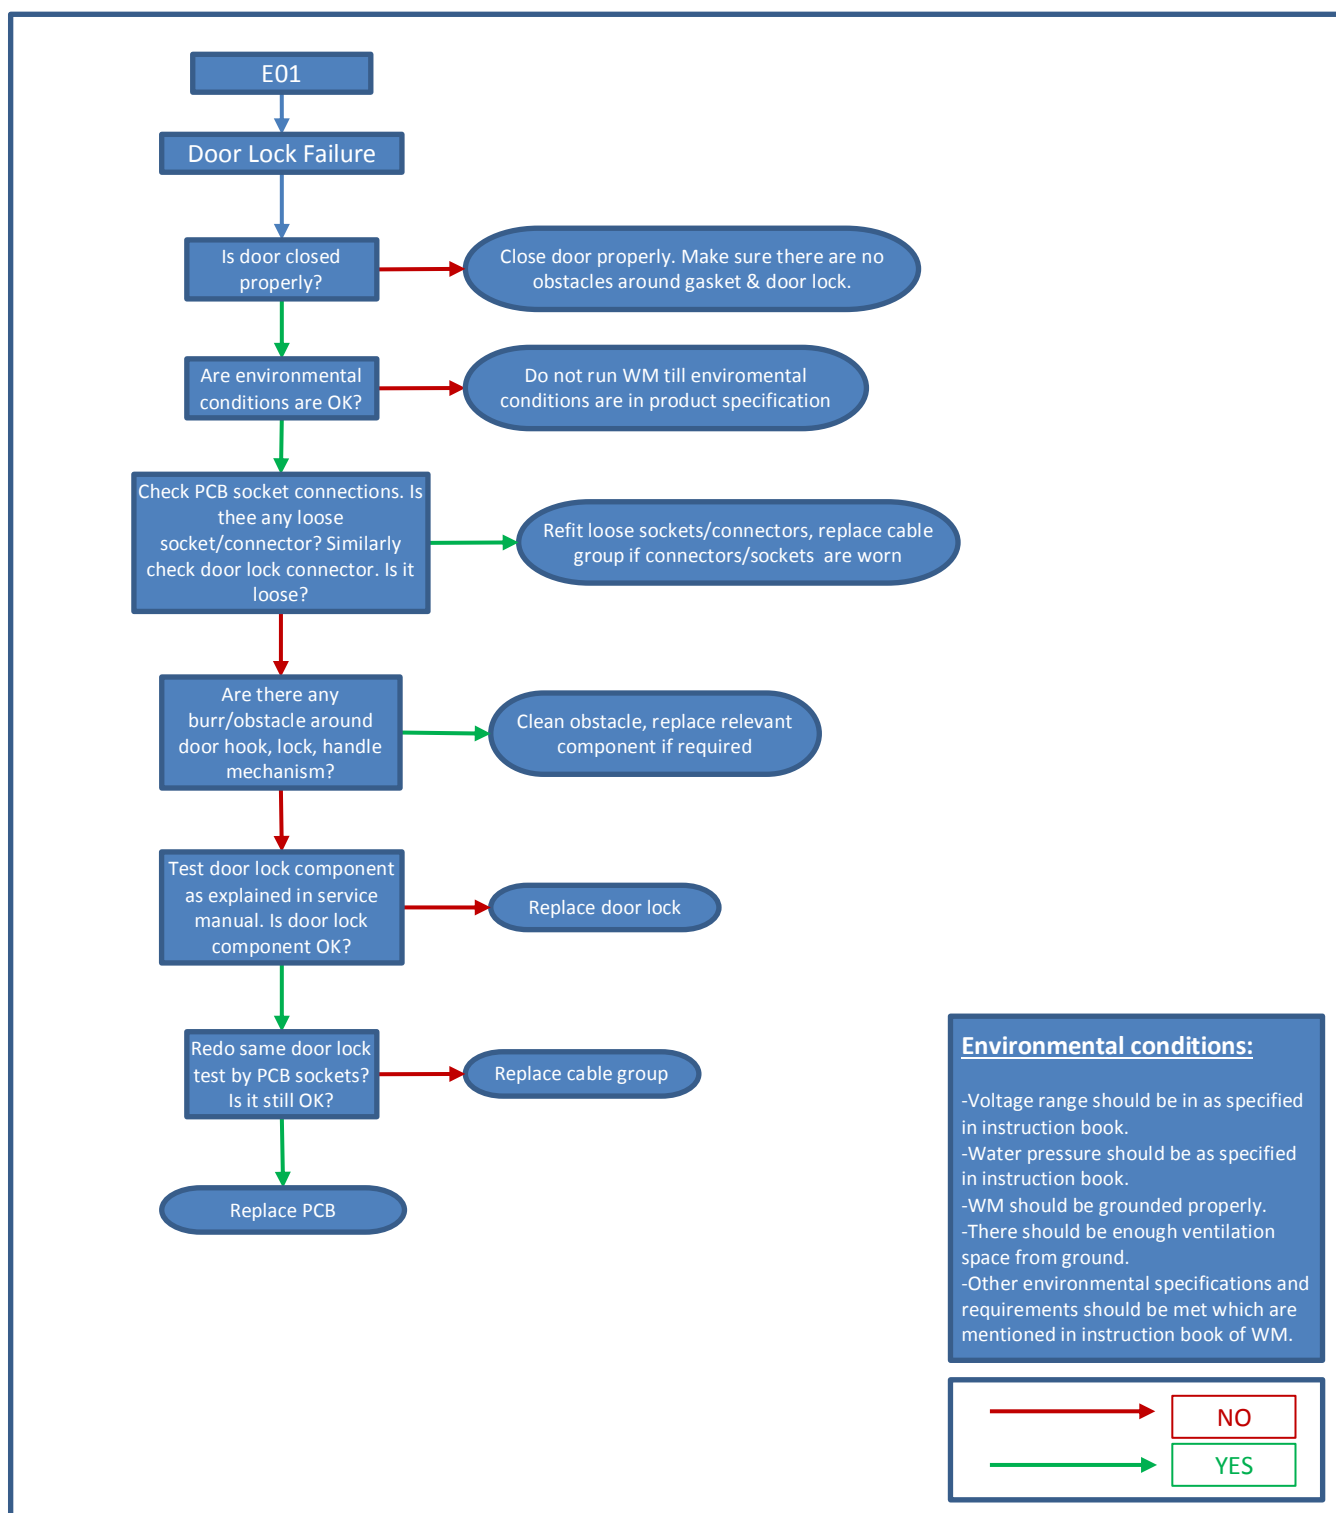 E01
Door Lock Failure
Is door closed
properly?
Close door properly. Make sure there are no
obstacles around gasket & door lock.
Are environmental
conditions are OK?
Do not run WM till enviromental
conditions are in product specification
Check PCB socket connections. Is
thee any loose
socket/connector? Similarly
check door lock connector. Is it
loose?
Refit loose sockets/connectors, replace cable
group if connectors/sockets  are worn
Are there any
burr/obstacle around
door hook, lock, handle
mechanism?
Clean obstacle, replace relevant
component if required
Test door lock component
as explained in service
manual. Is door lock
component OK?
Replace door lock
Redo same door lock
test by PCB sockets?
Is it still OK?
Replace cable group
Replace PCB
Environmental conditions:
-Voltage range should be in as specified
in instruction book.
-Water pressure should be as specified
in instruction book.
-WM should be grounded properly.
-There should be enough ventilation
space from ground.
-Other environmental specifications and
requirements should be met which are
mentioned in instruction book of WM.
NO
YES